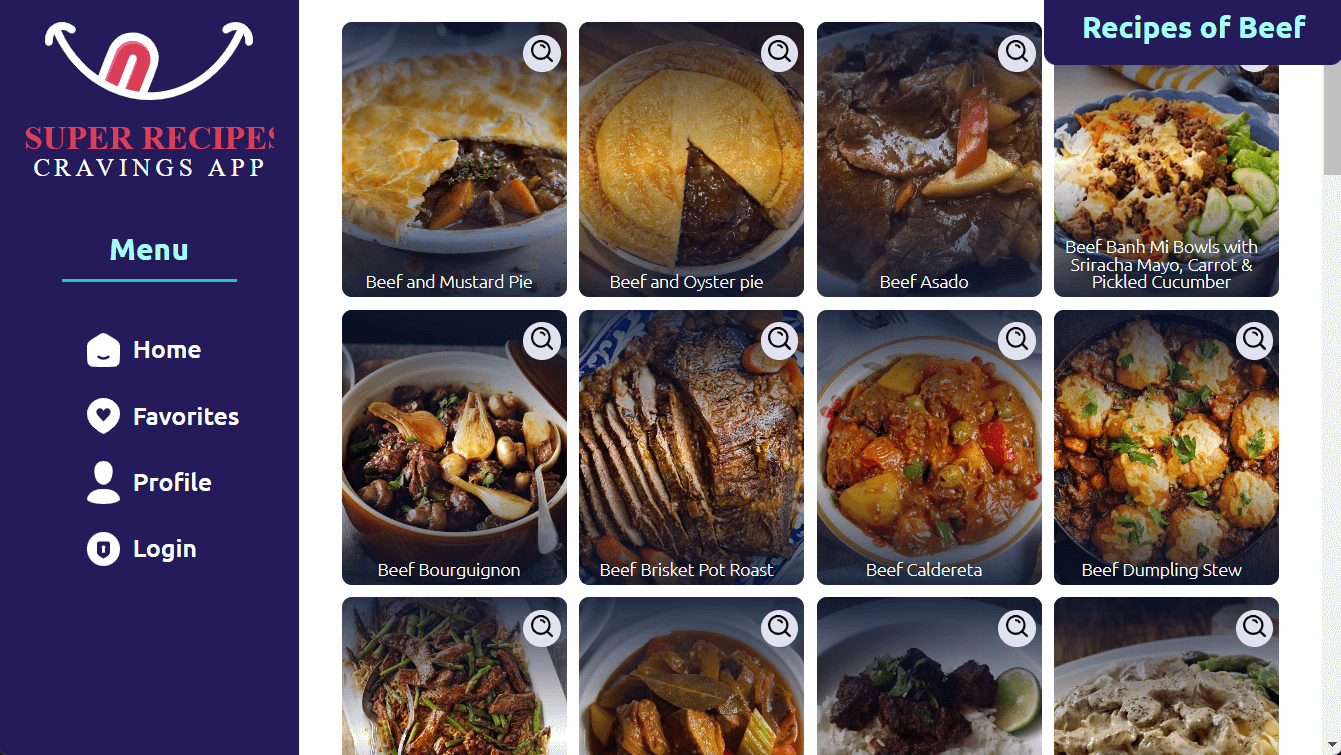 SUPER RECIPES
CRAVINGS APP
Menu
Home
Favorites
Profile
Login
Recipes of Beef
Beef and Mustard Pie
Beef and Oyster pie
Beef Asado
Beef Banh Mi Bowls with
Sriracha Mayo, Carrot &
Pickled Cucumber
Beef Bourguignon
Beef Brisket Pot Roast
Beef Caldereta
Beef Dumpling Stew